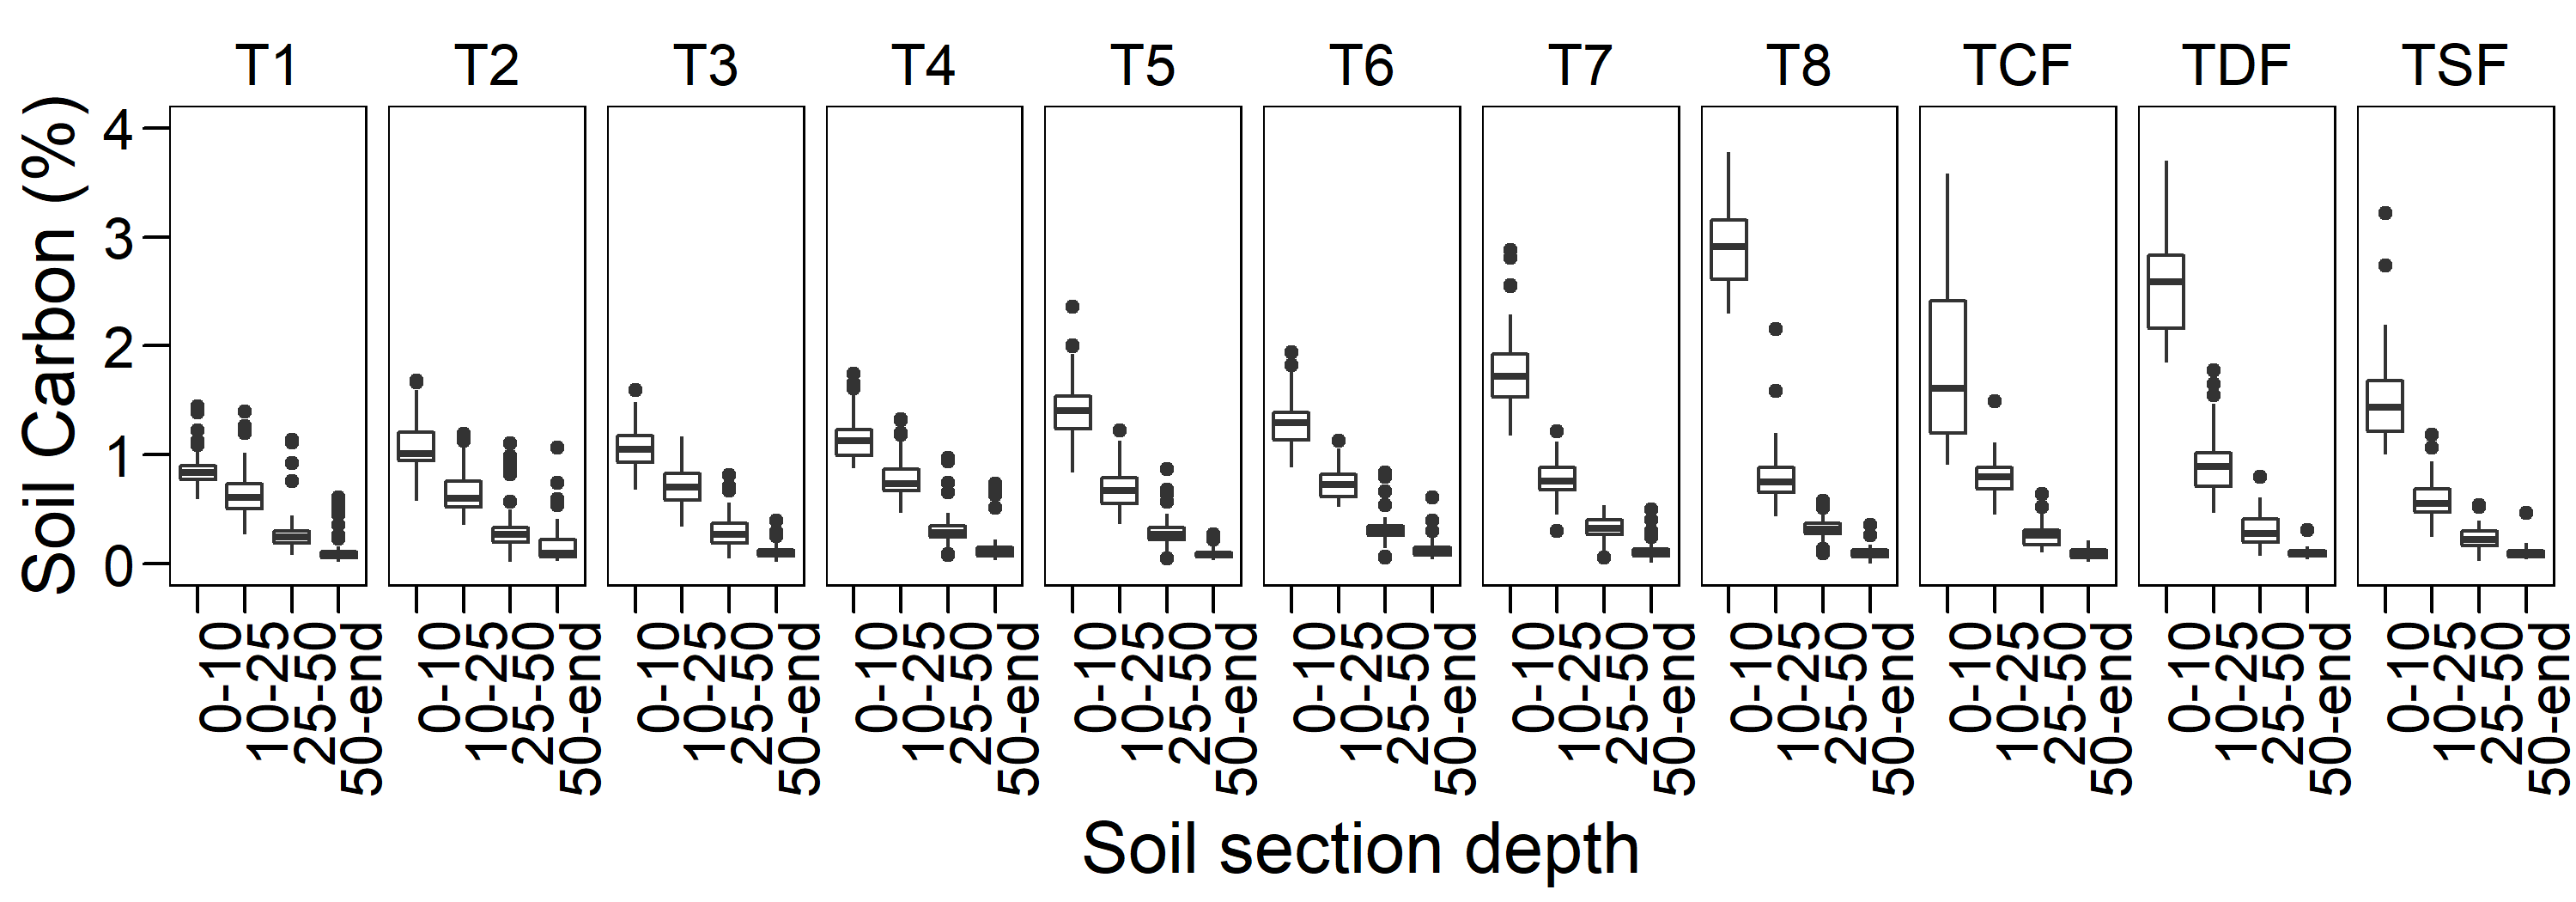 T1 T2 T3 T4 T5 T6 T7 T8 TCF TDF TSF
Soil Carbon (%)
4
3
2
1
0
0-10 10-25 25-50 50-end 0-10 10-25 25-50 50-end 0-10 10-25 25-50 50-end 0-10 10-25 25-50 50-end 0-10 10-25 25-50 50-end 0-10 10-25 25-50 50-end 0-10 10-25 25-50 50-end 0-10 10-25 25-50 50-end 0-10 10-25 25-50 50-end 0-10 10-25 25-50 50-end 0-10 10-25 25-50 50-end
Soil section depth